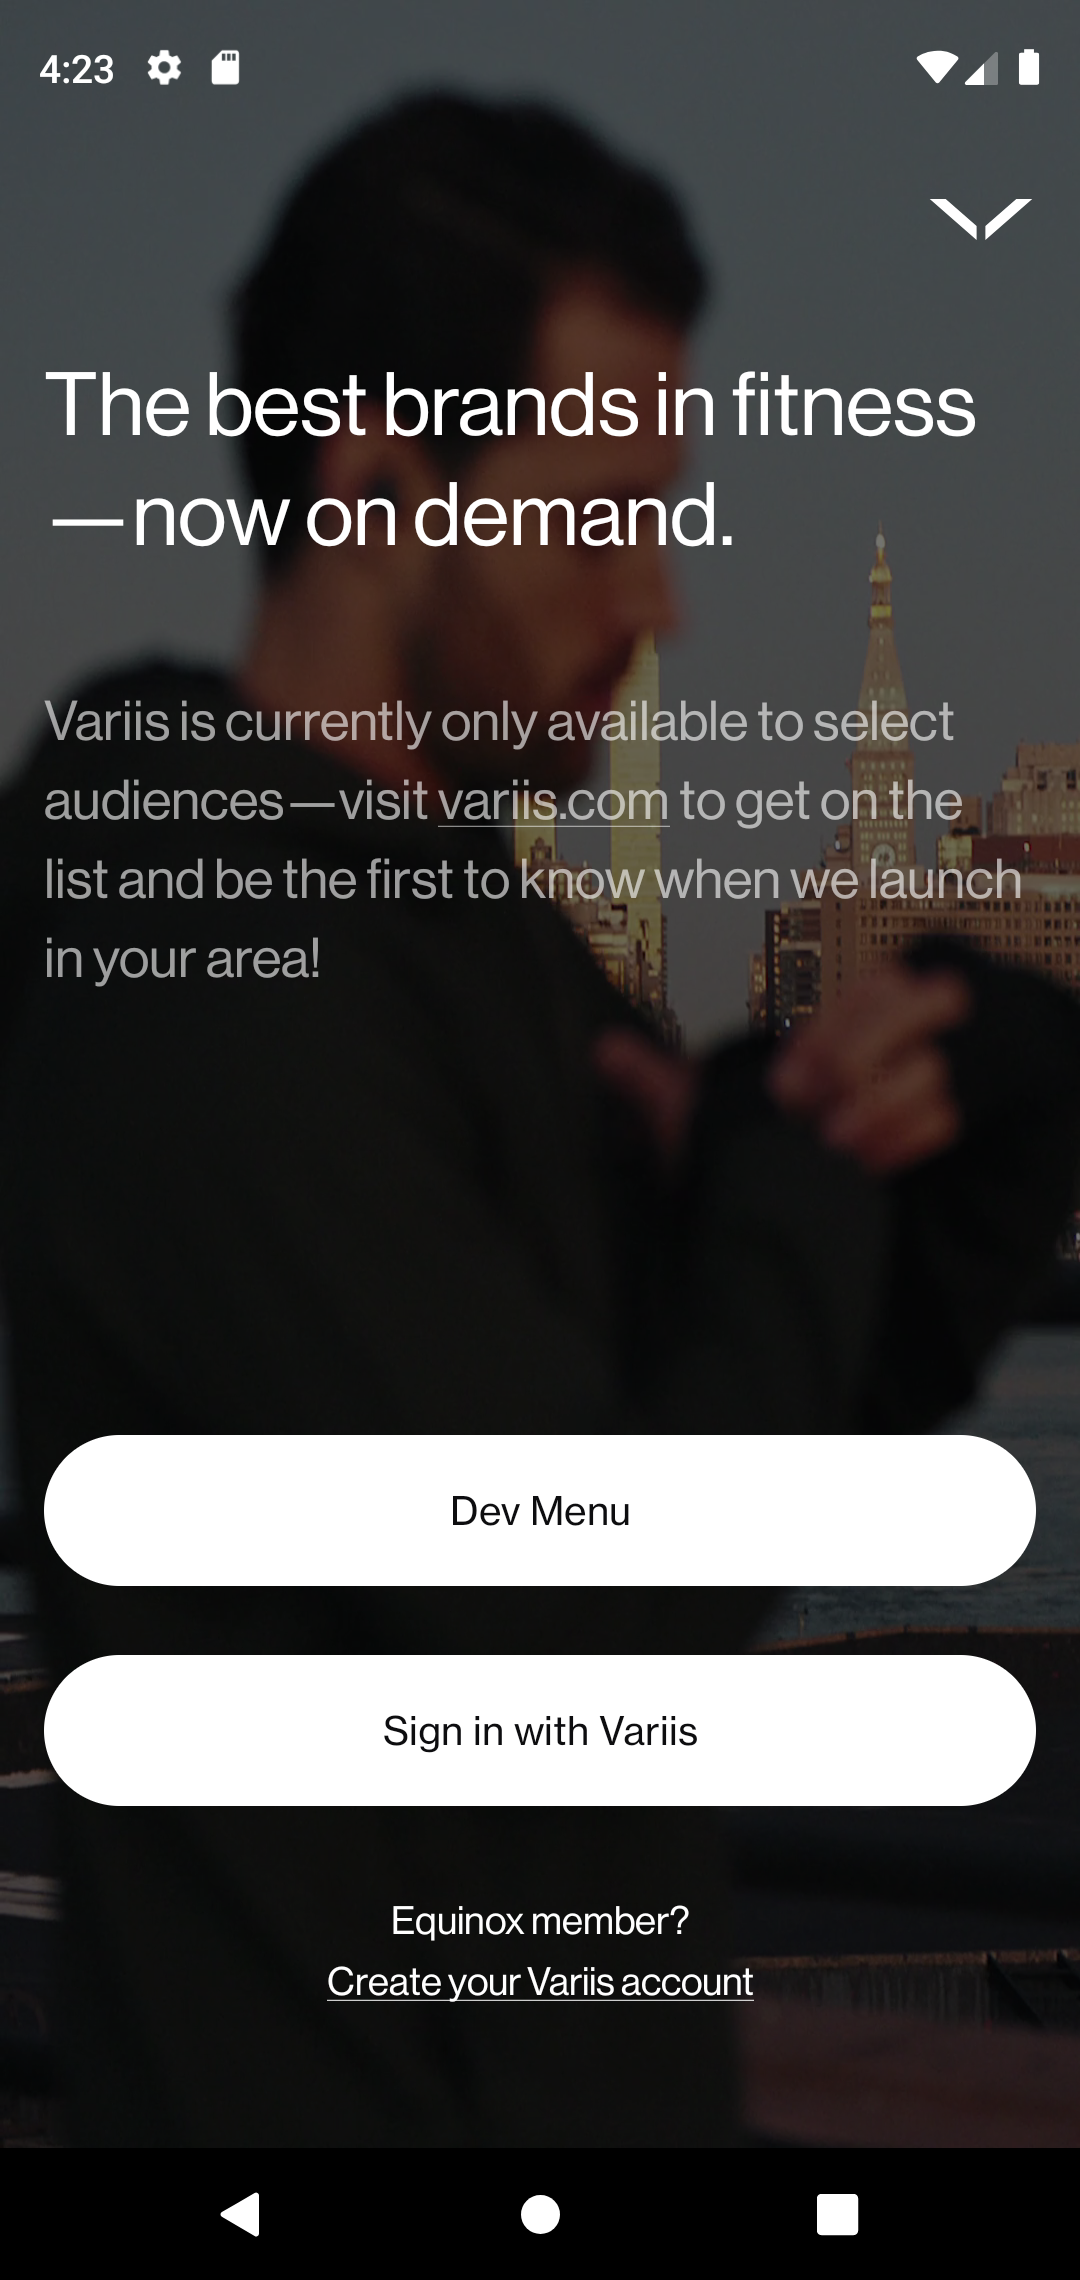 4:23
The best brands in fitness
—now on demand.
Variis is currently only available to select
audiences—visit variis.com to get on the
list and be the first to know when we launch
in your area!
Dev Menu
Sign in with Variis
Equinox member?
Create your Variis account